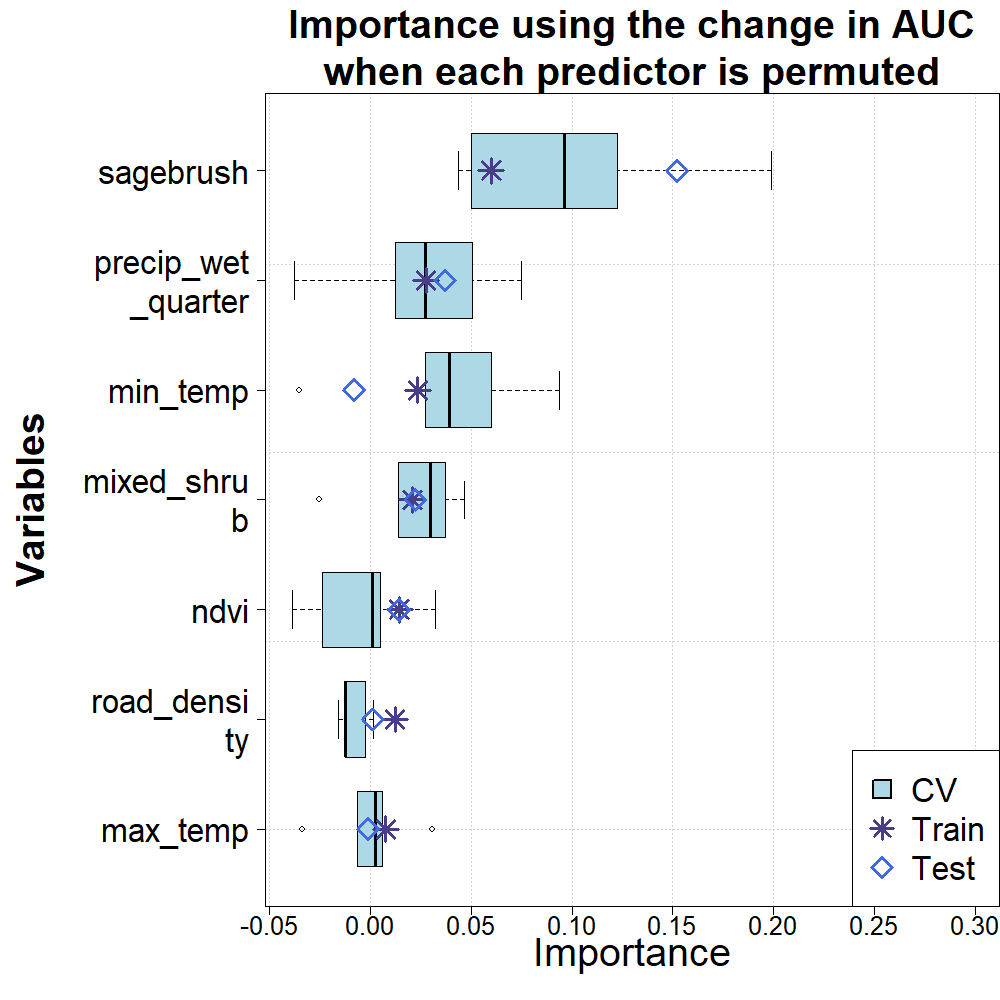 Importance using the change in AUC
when each predictor is permuted
Variables
sagebrush
precip_wet
_quarter
min_temp
mixed_shru
b
ndvi
road_densi
ty
max_temp
CV
Train
Test
-0.05 0.00 0.05 0.10 0.15 0.20 0.25 0.30
Importance